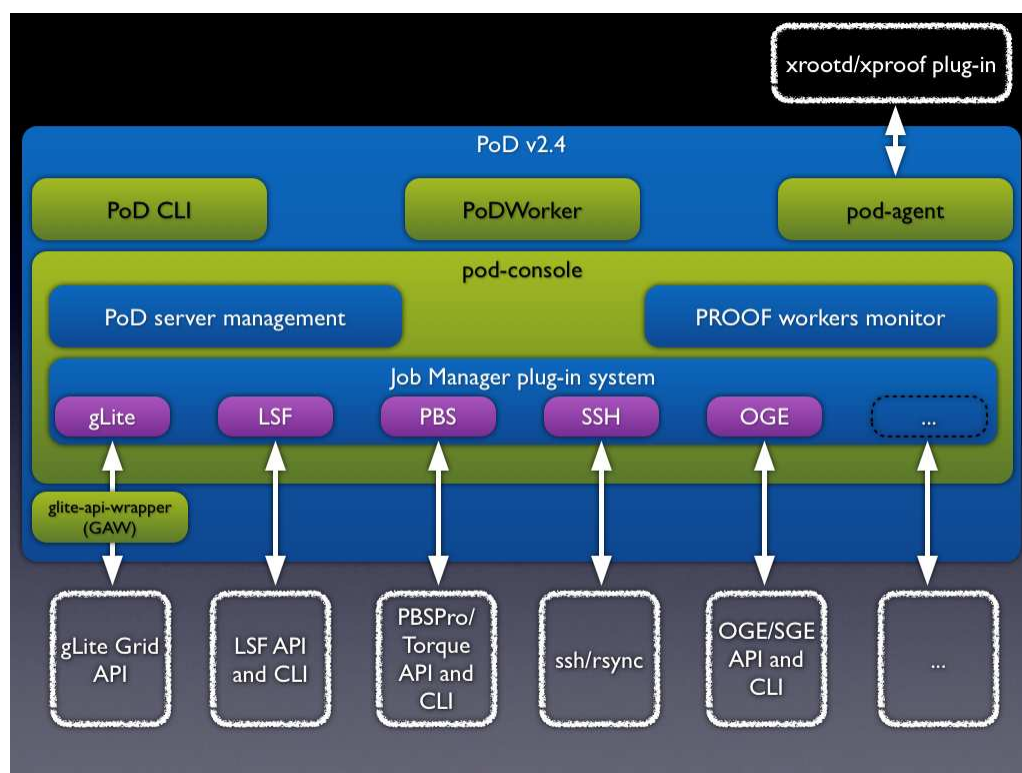 xrootd/xproof plug-in
PoD v2.4
PoD CLI
PoDWorker
pod-agent
pod-console
PoD server management
PROOF workers monitor
Job Manager plug-in system
gLite
LSF
PBS
SSH
OGE
...
glite-api-wrapper
(GAW)
gLite Grid
API
LSF API
and CLI
PBSPro/
Torque
API and
CLI
ssh/rsync
OGE/SGE
API and
CLI
...